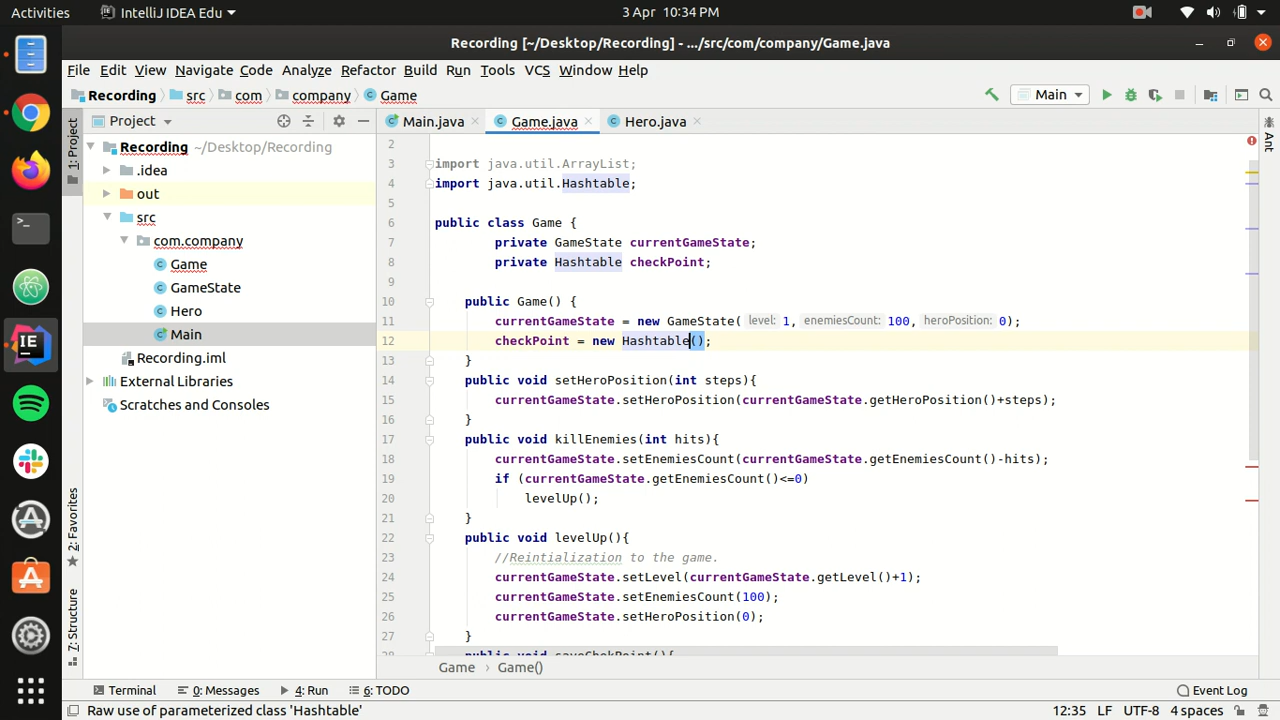 Activities IntelliJ IDEA Edu 3 Apr 10:34 PM
Recording [~/Desktop/Recording] - .../src/com/company/Game.java
File Edit View Navigate Code Analyze Refactor Build Run Tools VCS Window Help
Recording src com company Game Main
1: Project
2: Favorites
7: Structure
Project
Recording ~/Desktop/Recording
.idea
out
src
com.company
Game
GameState
Hero
Main
Recording.iml
External Libraries
Scratches and Consoles
Main.java Game.java Hero.java
Ant
2
3 import java.util.ArrayList;
4 import java.util.Hashtable;
5
6 public class Game {
7 private GameState currentGameState;
8 private Hashtable checkPoint;
9
10 public Game() {
11 currentGameState = new GameState( level: 1, enemiesCount: 100, heroPosition: 0);
12 checkPoint = new Hashtable();
13 }
14 public void setHeroPosition(int steps){
15 currentGameState.setHeroPosition(currentGameState.getHeroPosition()+steps);
16 }
17 public void killEnemies(int hits){
18 currentGameState.setEnemiesCount(currentGameState.getEnemiesCount()-hits);
19 if (currentGameState.getEnemiesCount()<=0)
20 levelUp();
21 }
22 public void levelUp(){
23 //Reintialization to the game.
24 currentGameState.setLevel(currentGameState.getLevel()+1);
25 currentGameState.setEnemiesCount(100);
26 currentGameState.setHeroPosition(0);
27 }
28 public void saveChekPoint(){
Game Game()
Terminal 0: Messages 4: Run 6: TODO Event Log
Raw use of parameterized class 'Hashtable' 12:35 LF UTF-8 4 spaces